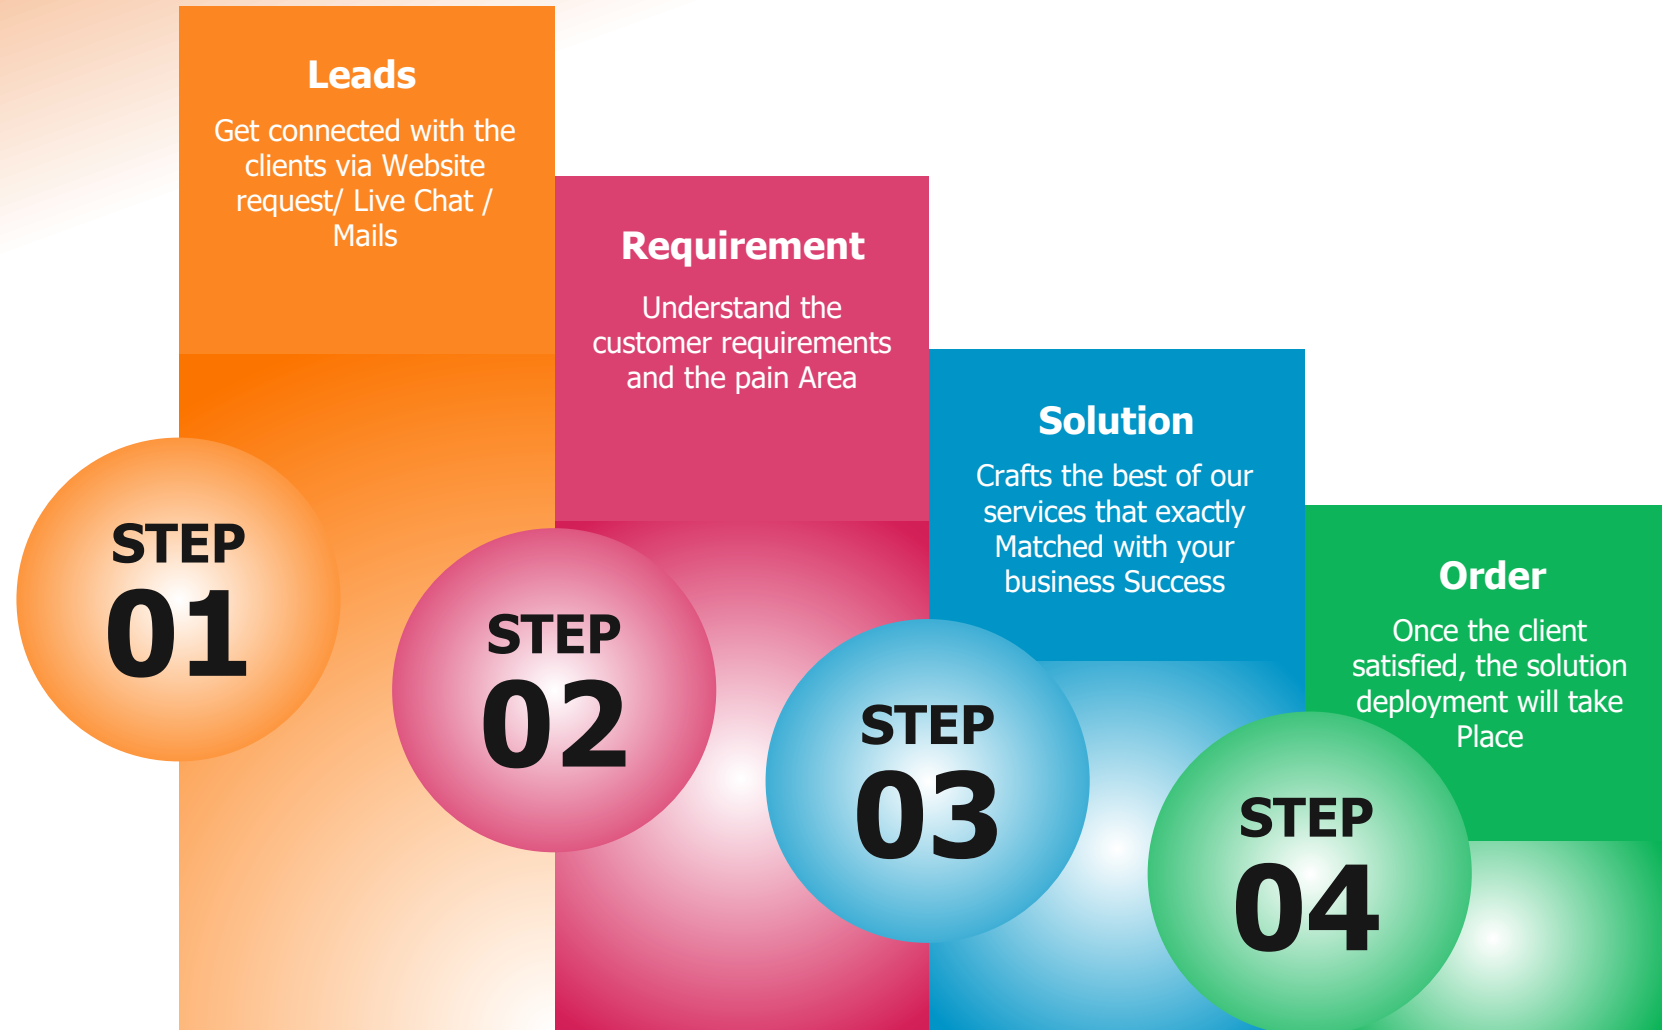 Leads
Get connected with the
clients via Website
request/ Live Chat /
Mails
STEP
01
Requirement
Understand the
customer requirements
and the pain Area
STEP
02
Solution
Crafts the best of our
services that exactly
Matched with your
business Success
STEP
03
Order
Once the client
satisfied, the solution
deployment will take
Place
STEP
04